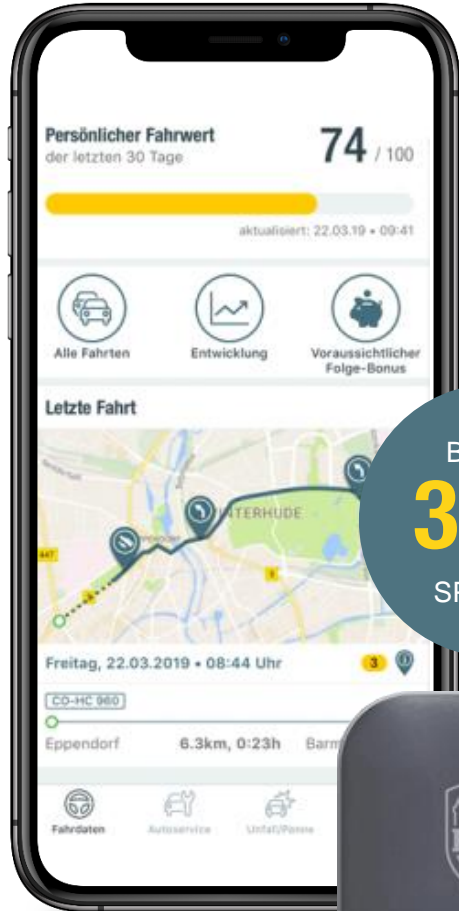 Persönlicher Fahrwert
der letzten 30 Tage
74 / 100
aktualisiert: 22.03.19 • 09:41
Alle Fahrten
Entwicklung
Voraussichtlicher
Folge-Bonus
Letzte Fahrt
3
447
5
Freitag, 22.03.2019 • 08:44 Uhr
3
CO-HC 960
Eppendorf
6.3km, 0:23h
Fahrdaten
Autoservice
Unfall/Panne